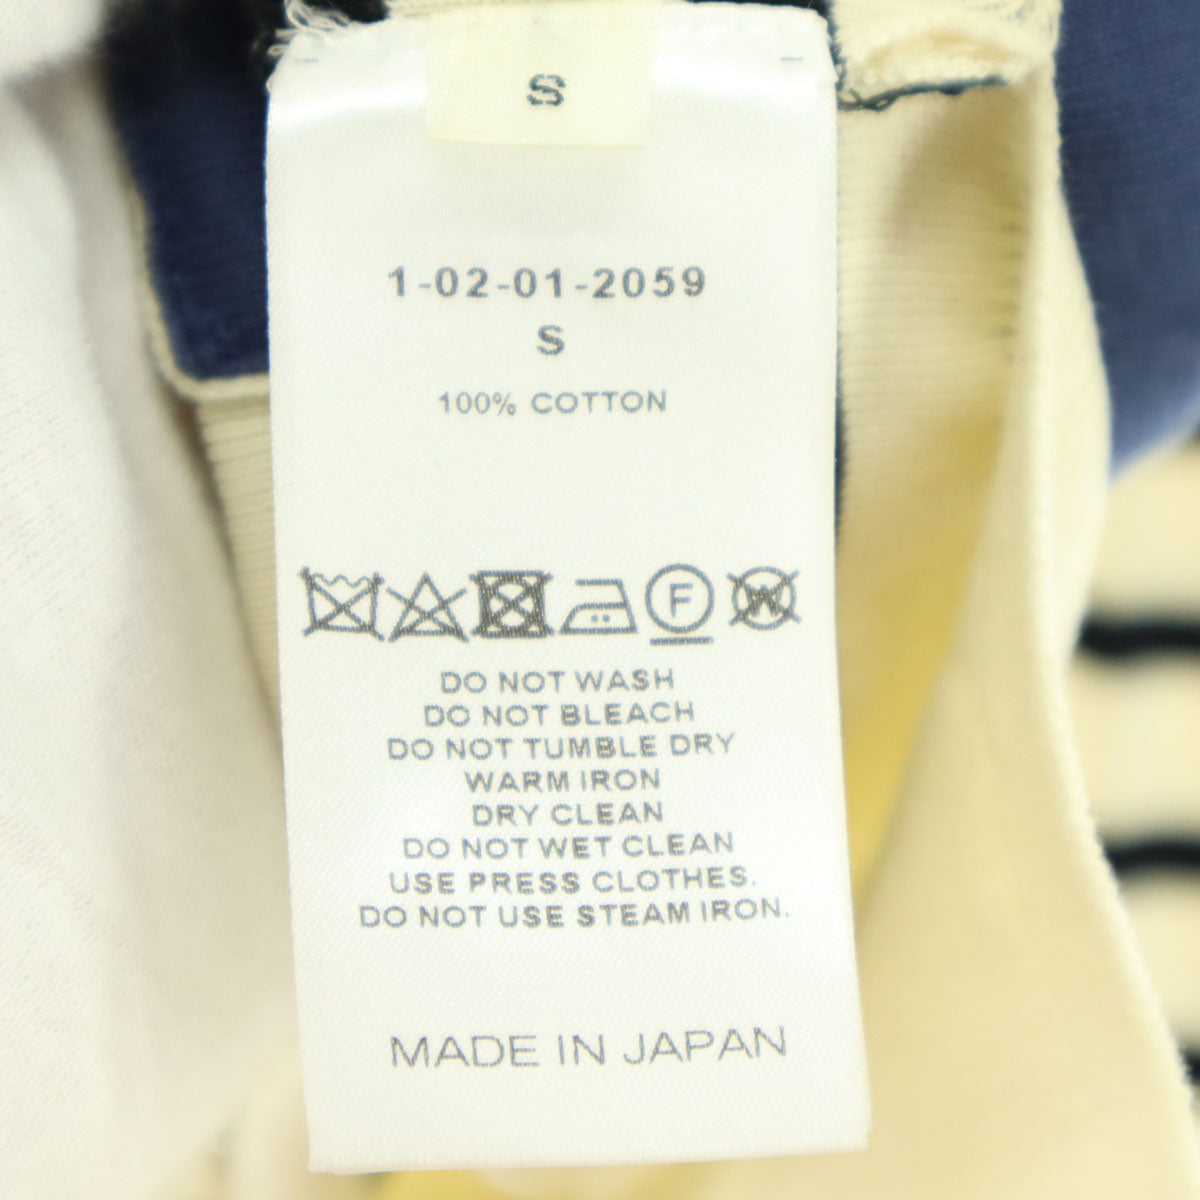 S
1-02-01-2059
S
100% COTTON
F W
DO NOT WASH
DO NOT BLEACH
DO NOT TUMBLE DRY
WARM IRON
DRY CLEAN
DO NOT WET CLEAN
USE PRESS CLOTHES.
DO NOT USE STEAM IRON.
MADE IN JAPAN